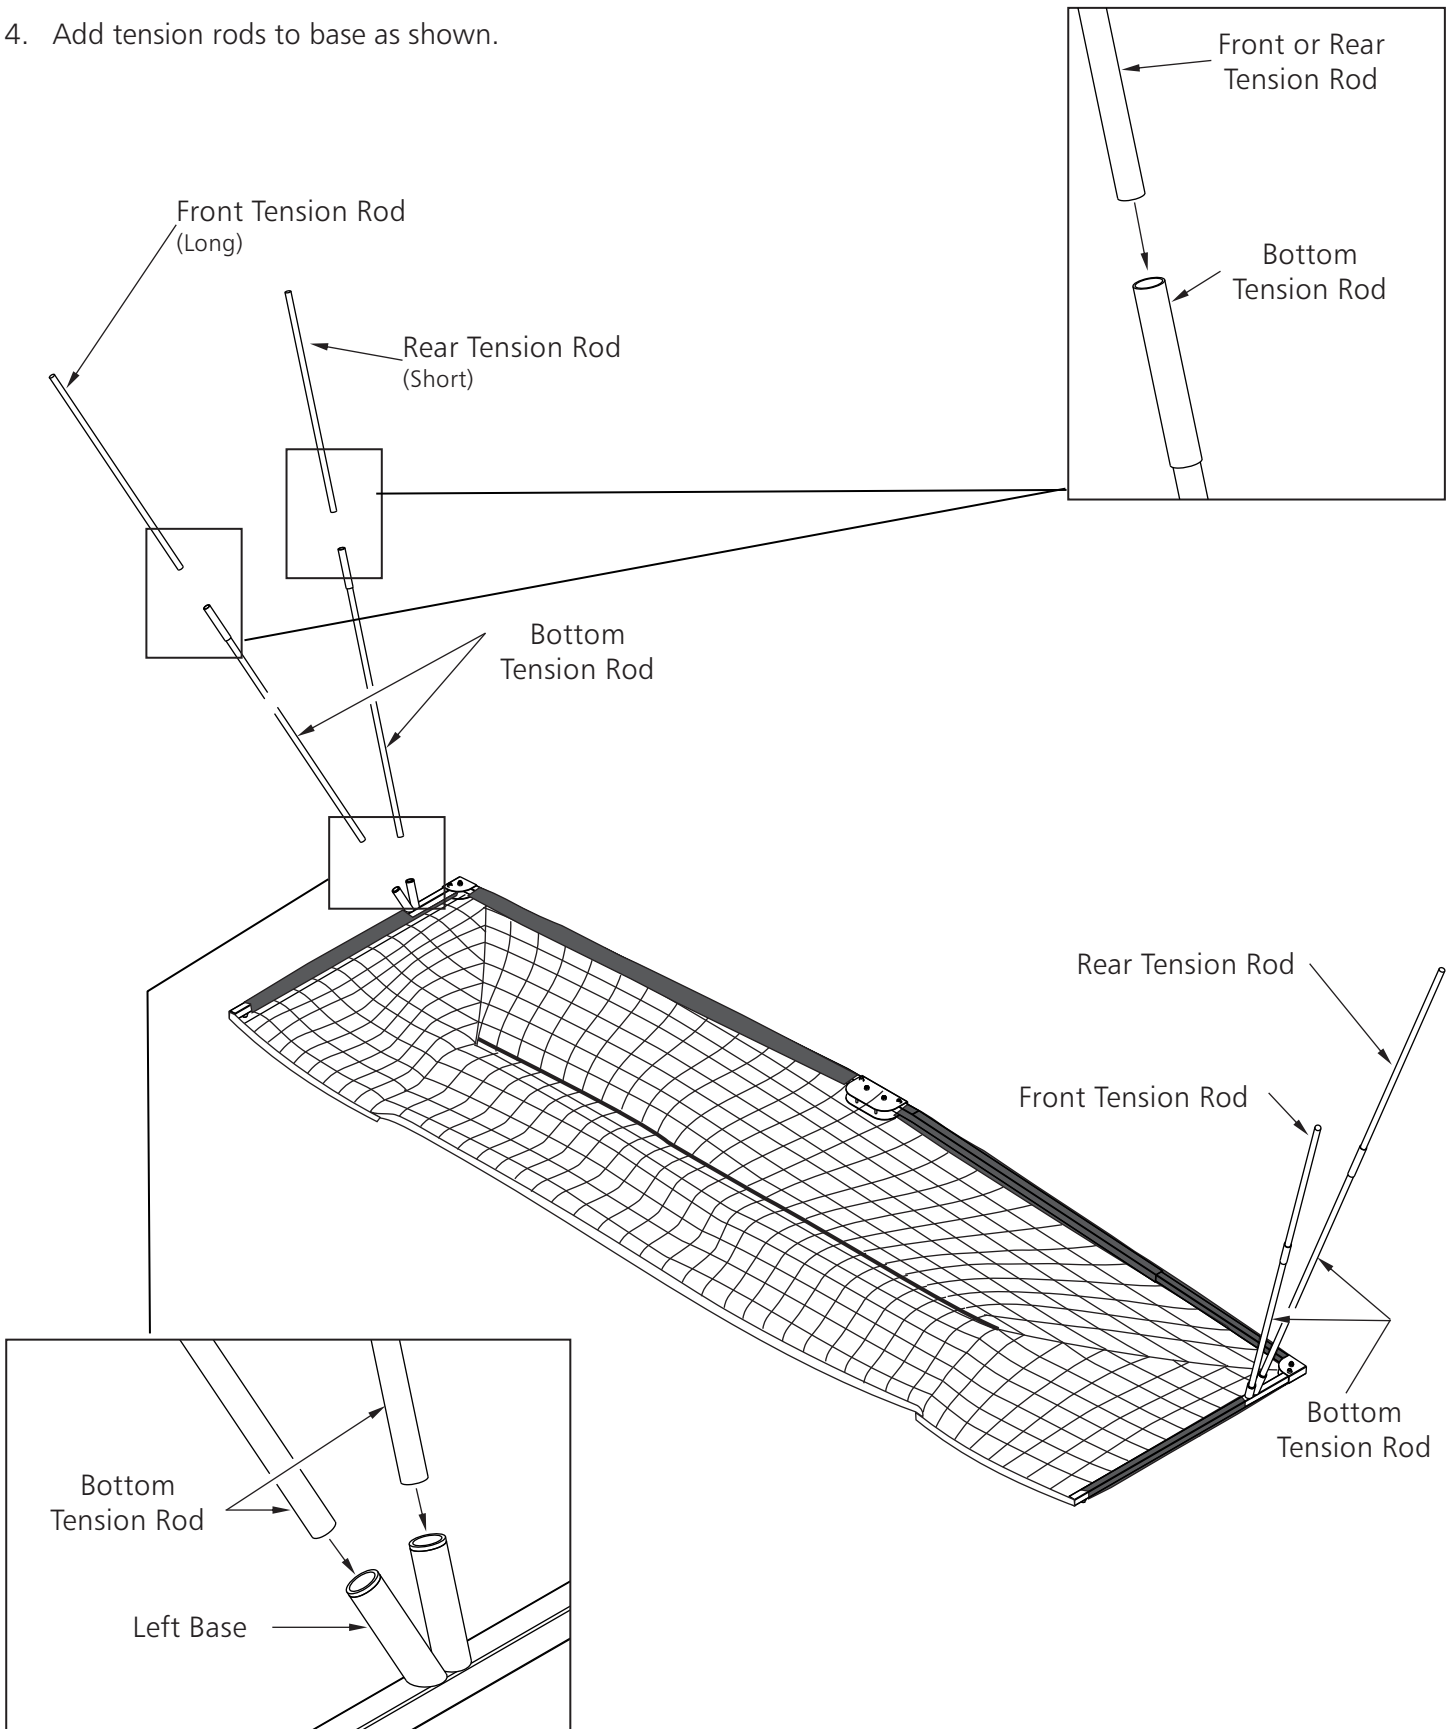 4. Add tension rods to base as shown.
Front or Rear
Tension Rod
Bottom
Tension Rod
Front Tension Rod
(Long)
Rear Tension Rod
(Short)
Bottom
Tension Rod
Rear Tension Rod
Front Tension Rod
Bottom
Tension Rod
Bottom
Tension Rod
Left Base